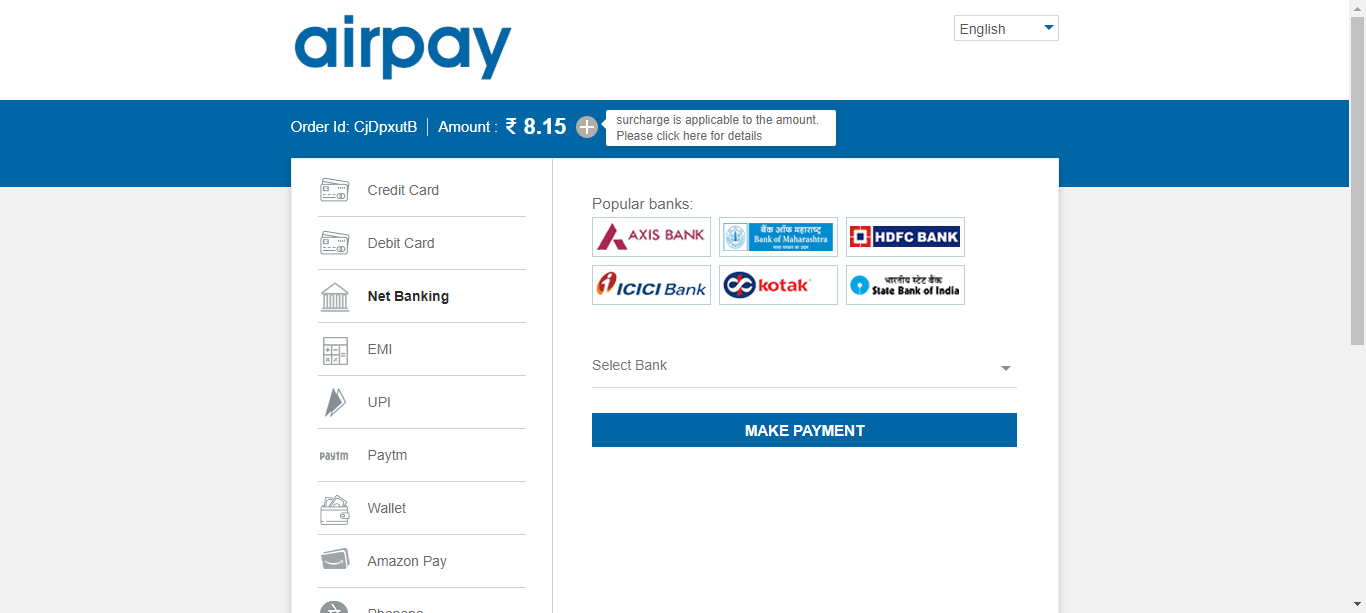 airpay
English
Order Id: CjDpxutB
Amount : ₹ 8.15
surcharge is applicable to the amount.
Please click here for details
Credit Card
Debit Card
Net Banking
EMI
UPI
Paytm
Paytm
Wallet
Amazon Pay
Popular banks:
AXIS BANK
बैंक ऑफ महाराष्ट्र
Bank of Maharashtra
HDFC BANK
ICICI Bank
kotak
भारतीय स्टेट बैंक
State Bank of India
Select Bank
MAKE PAYMENT